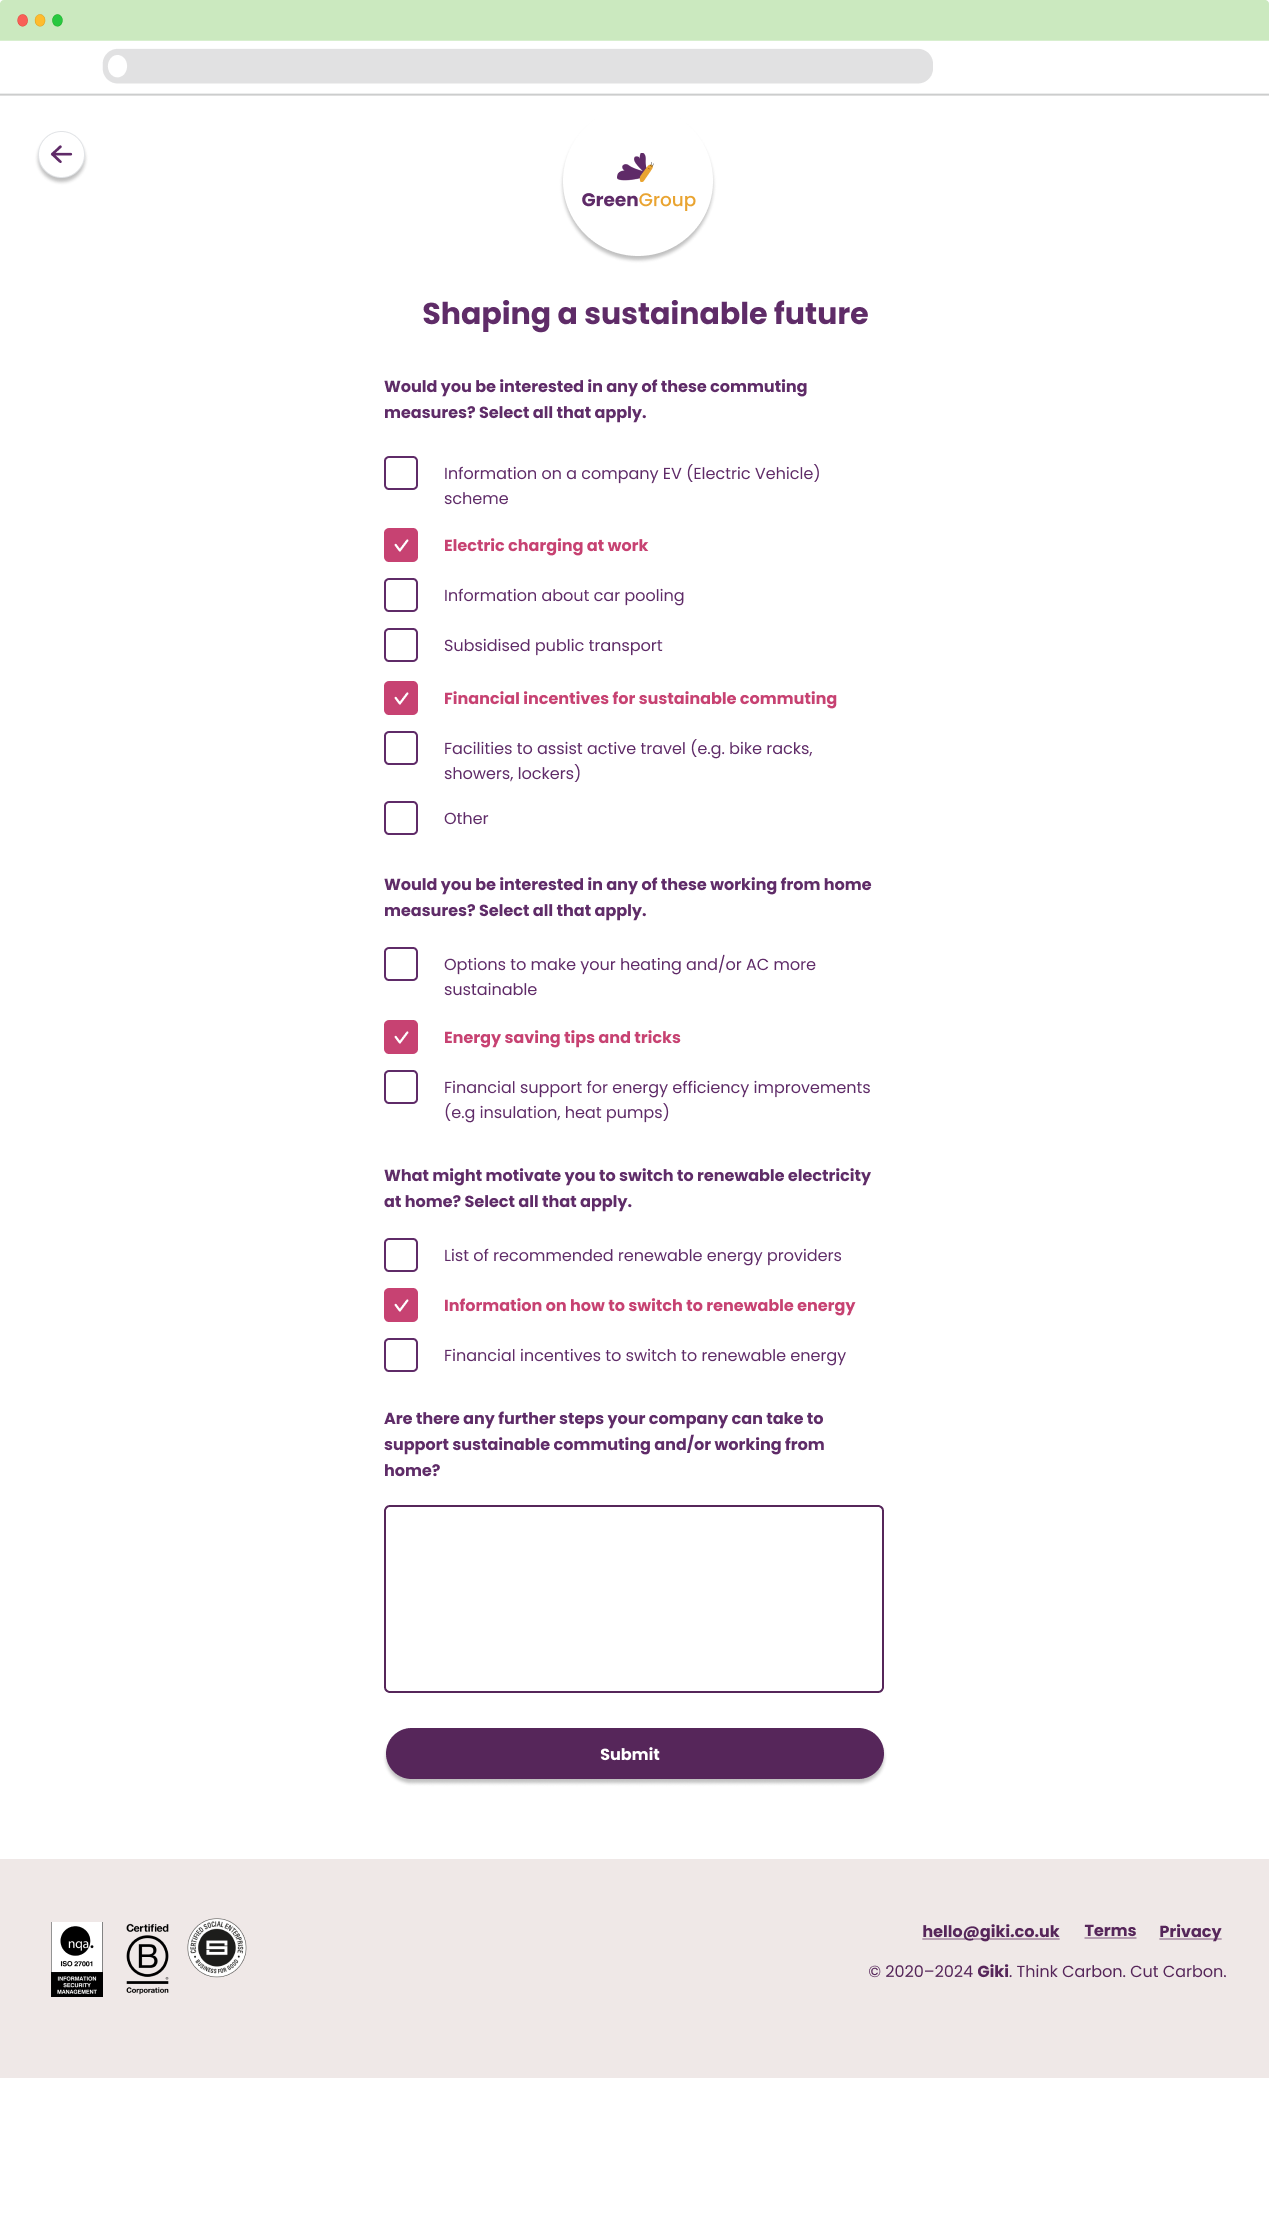 GreenGroup
Shaping a sustainable future
Would you be interested in any of these commuting
measures? Select all that apply.
Information on a company EV (Electric Vehicle)
scheme
Electric charging at work
Information about car pooling
Subsidised public transport
Financial incentives for sustainable commuting
Facilities to assist active travel (e.g. bike racks,
showers, lockers)
Other
Would you be interested in any of these working from home
measures? Select all that apply.
Options to make your heating and/or AC more
sustainable
Energy saving tips and tricks
Financial support for energy efficiency improvements
(e.g insulation, heat pumps)
What might motivate you to switch to renewable electricity
at home? Select all that apply.
List of recommended renewable energy providers
Information on how to switch to renewable energy
Financial incentives to switch to renewable energy
Are there any further steps your company can take to
support sustainable commuting and/or working from
home?
Submit
nqa.
ISO 27001
INFORMATION
SECURITY
MANAGEMENT
Certified
B
Corporation
CERTIFIED SOCIAL ENTERPRISE
BUSINESS FOR GOOD
hello@giki.co.uk Terms Privacy
© 2020–2024 Giki. Think Carbon. Cut Carbon.